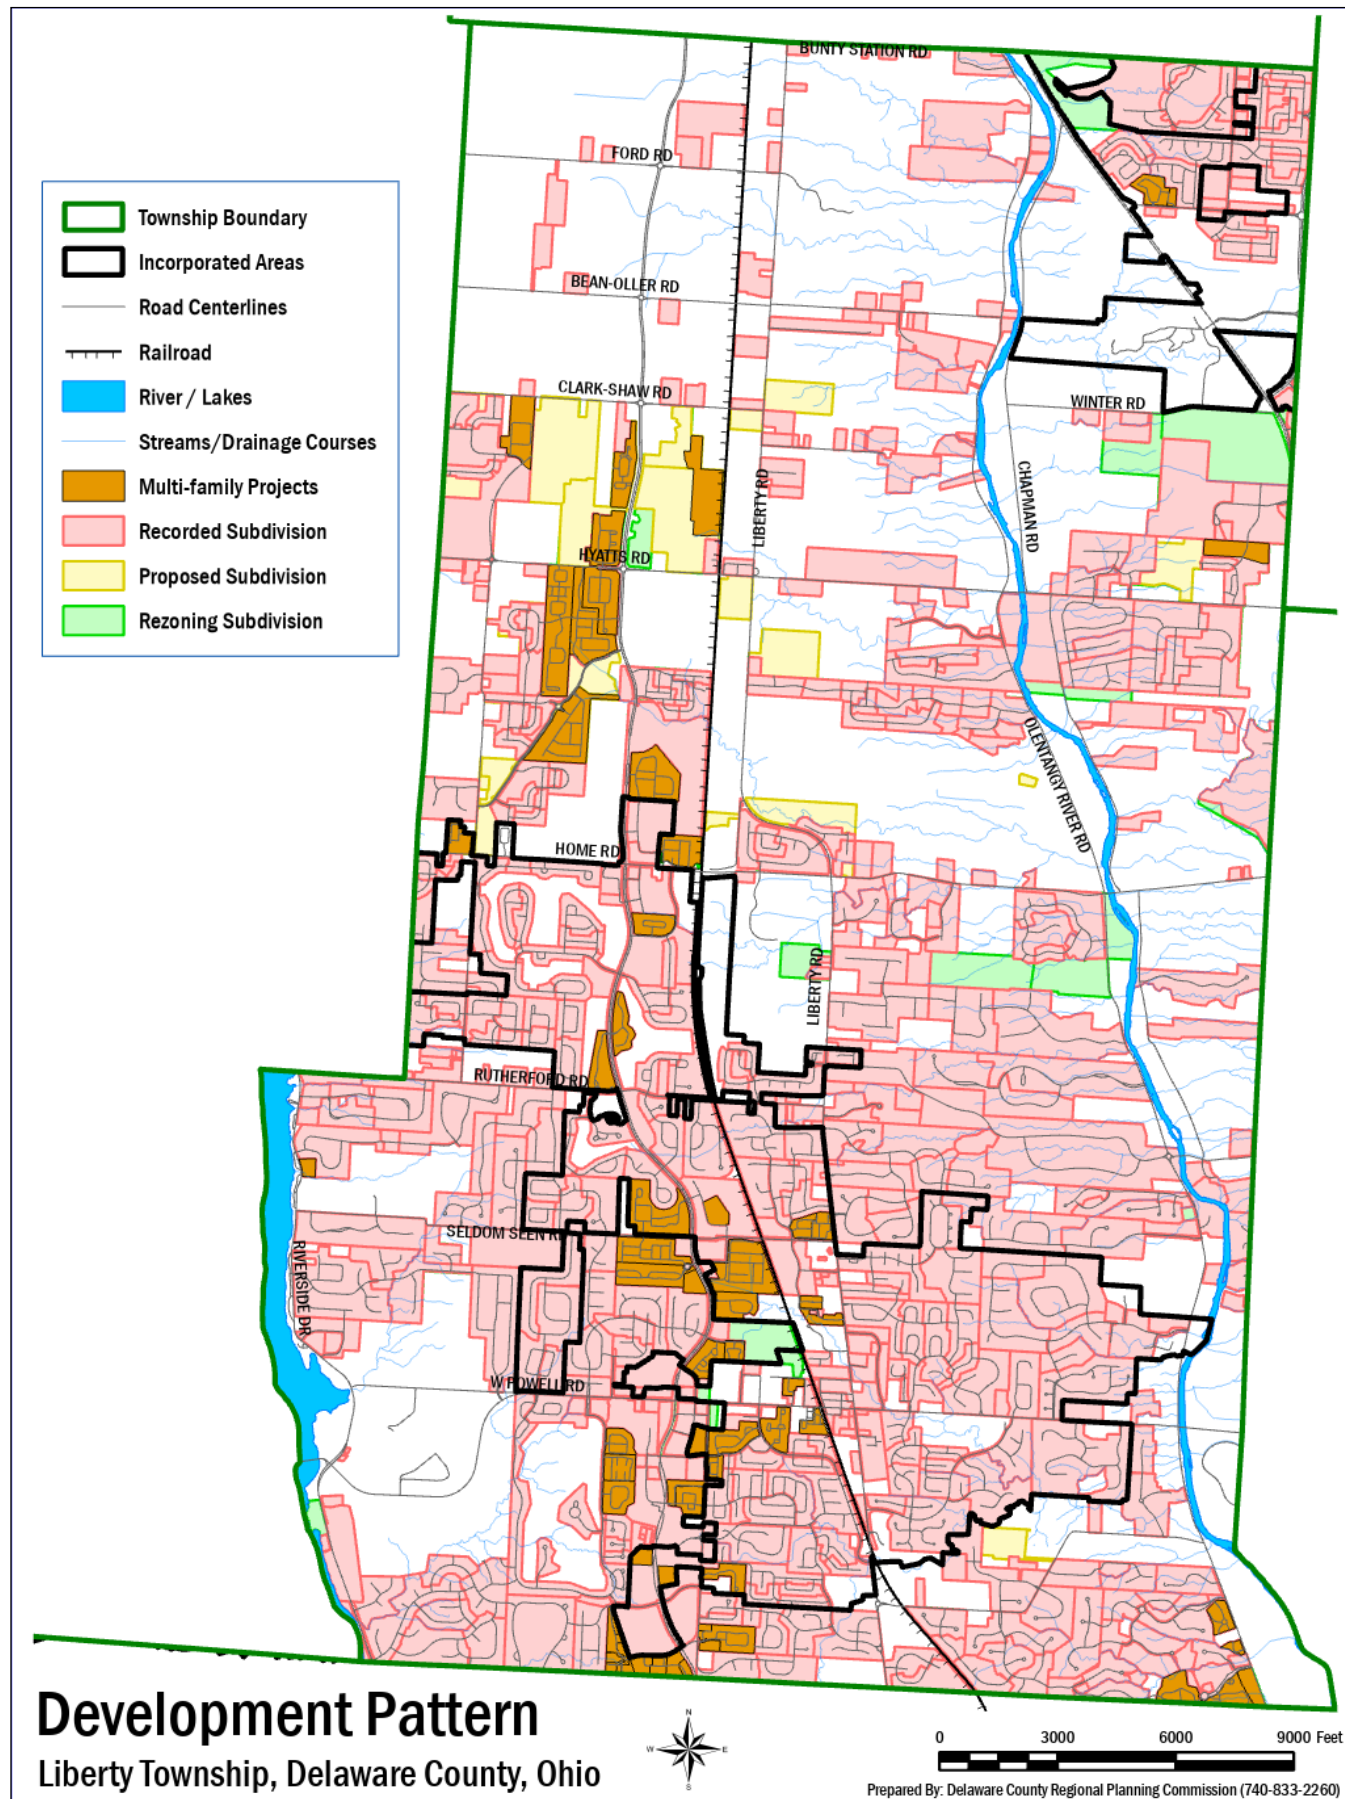 BUNTY STATION RD
FORD RD
Township Boundary
Incorporated Areas
BEAN-OLLER RD
Road Centerlines
Railroad
CLARK-SHAW RD
River / Lakes
WINTER RD
Streams/Drainage Courses
Multi-family Projects
LIBERTY RD
CHAPMAN RD
Recorded Subdivision
HYATTS RD
Proposed Subdivision
Rezoning Subdivision
OLENTANGY RIVER RD
HOME RD
LIBERTY RD
RUTHERFORD RD
SELDOM SEEN R
RIVERSIDE DR
W POWELL RD
Development Pattern
Liberty Township, Delaware County, Ohio
N
W E
S
0 3000 6000 9000 Feet
Prepared By: Delaware County Regional Planning Commission (740-833-2260)